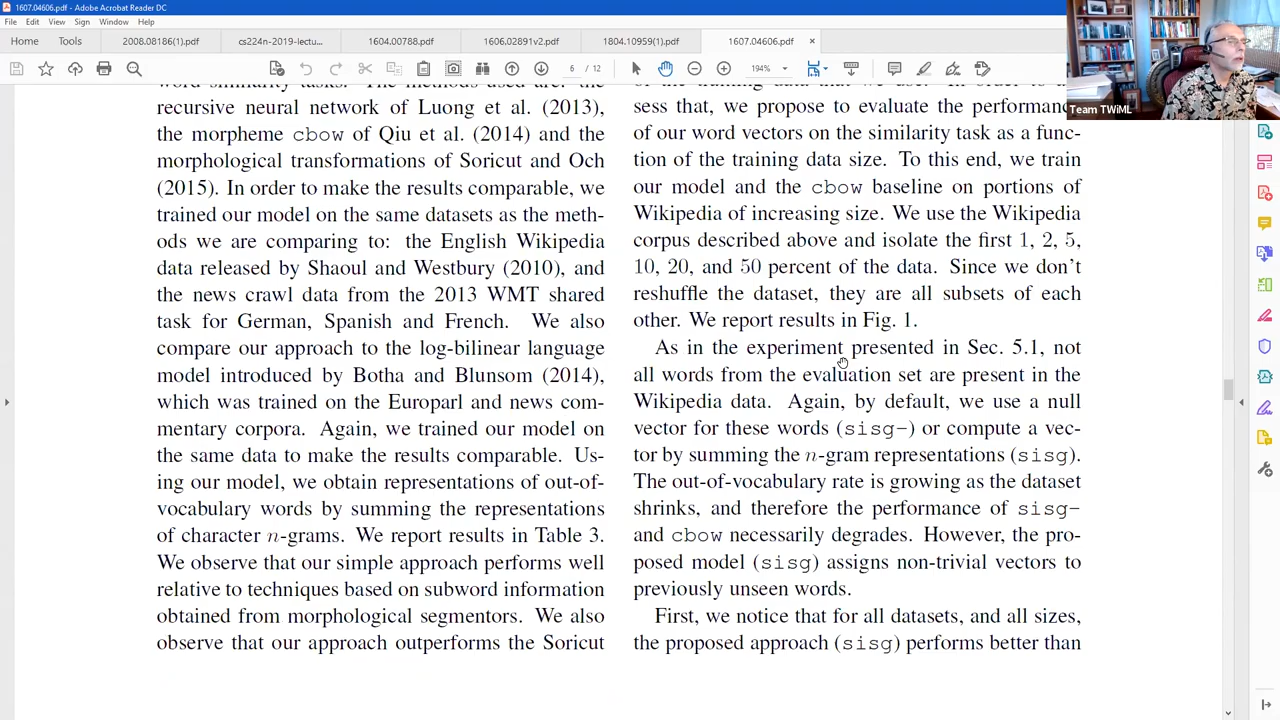 1607.04606.pdf - Adobe Acrobat Reader DC
File Edit View Sign Window Help
Home Tools 2008.08186(1).pdf cs224n-2019-lectu... 1604.00788.pdf 1804.10959(1).pdf 1607.04606.pdf ×
6 / 12 194%
Team TWiML
recursive neural network of Luong et al. (2013),
the morpheme cbow of Qiu et al. (2014) and the
morphological transformations of Soricut and Och
(2015). In order to make the results comparable, we
trained our model on the same datasets as the meth-
ods we are comparing to: the English Wikipedia
data released by Shaoul and Westbury (2010), and
the news crawl data from the 2013 WMT shared
task for German, Spanish and French. We also
compare our approach to the log-bilinear language
model introduced by Botha and Blunsom (2014),
which was trained on the Europarl and news com-
mentary corpora. Again, we trained our model on
the same data to make the results comparable. Us-
ing our model, we obtain representations of out-of-
vocabulary words by summing the representations
of character n-grams. We report results in Table 3.
We observe that our simple approach performs well
relative to techniques based on subword information
obtained from morphological segmentors. We also
observe that our approach outperforms the Soricut
sess that, we propose to evaluate the performance
of our word vectors on the similarity task as a func-
tion of the training data size. To this end, we train
our model and the cbow baseline on portions of
Wikipedia of increasing size. We use the Wikipedia
corpus described above and isolate the first 1, 2, 5,
10, 20, and 50 percent of the data. Since we don't
reshuffle the dataset, they are all subsets of each
other. We report results in Fig. 1.
As in the experiment presented in Sec. 5.1, not
all words from the evaluation set are present in the
Wikipedia data. Again, by default, we use a null
vector for these words (sisg-) or compute a vec-
tor by summing the n-gram representations (sisg).
The out-of-vocabulary rate is growing as the dataset
shrinks, and therefore the performance of sisg-
and cbow necessarily degrades. However, the pro-
posed model (sisg) assigns non-trivial vectors to
previously unseen words.
First, we notice that for all datasets, and all sizes,
the proposed approach (sisg) performs better than